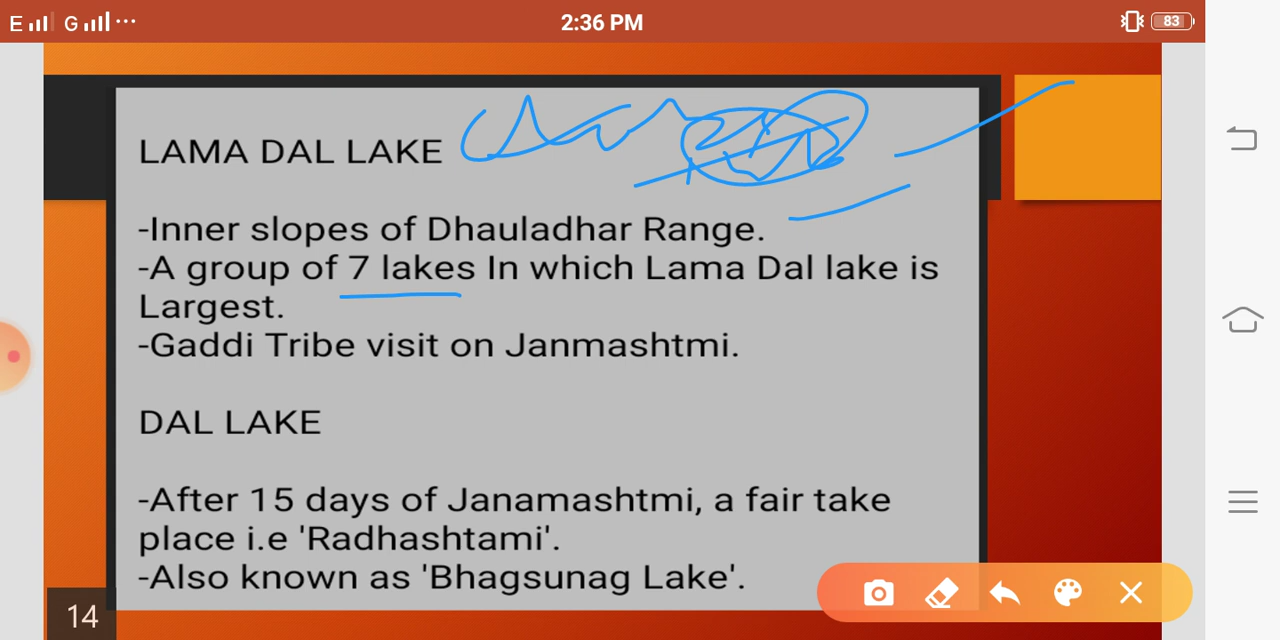 E G 2:36 PM 83
LAMA DAL LAKE
-Inner slopes of Dhauladhar Range.
-A group of 7 lakes In which Lama Dal lake is
Largest.
-Gaddi Tribe visit on Janmashtmi.
DAL LAKE
-After 15 days of Janamashtmi, a fair take
place i.e 'Radhashtami'.
-Also known as 'Bhagsunag Lake'.
14